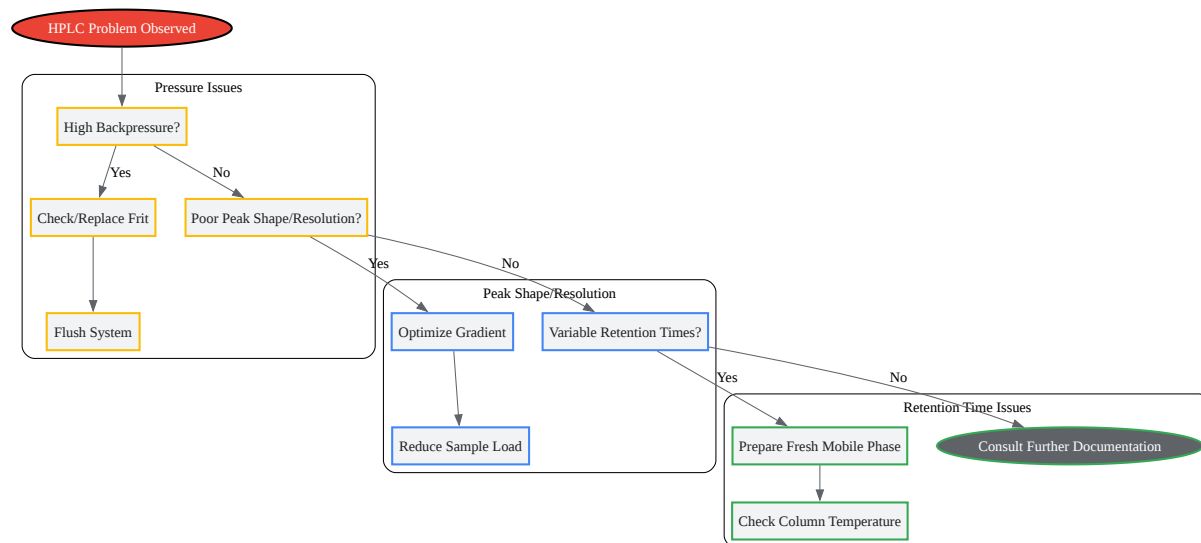 HPLC Problem Observed
Pressure Issues
High Backpressure?
Yes
No
Check/Replace Frit
Poor Peak Shape/Resolution?
Yes
No
Peak Shape/Resolution
Flush System
Optimize Gradient
Variable Retention Times?
Yes
No
Retention Time Issues
Reduce Sample Load
Prepare Fresh Mobile Phase
Consult Further Documentation
Check Column Temperature